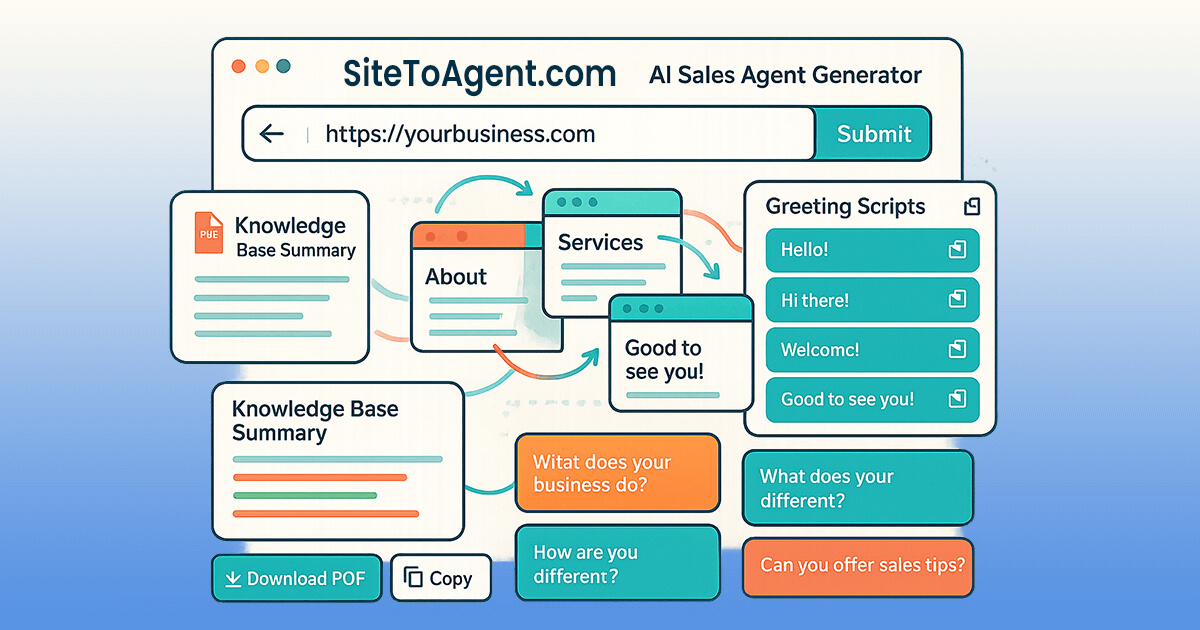 SiteToAgent.com
AI Sales Agent Generator
https://yourbusiness.com
Submit
PHE
Knowledge
Base Summary
About
Services
Good to
see you!
Greeting Scripts
Hello!
Hi there!
Welcomc!
Good to see you!
Knowledge Base
Summary
Witat does your
business do?
What does your
different?
How are you
different?
Can you offer sales tips?
Download POF
Copy